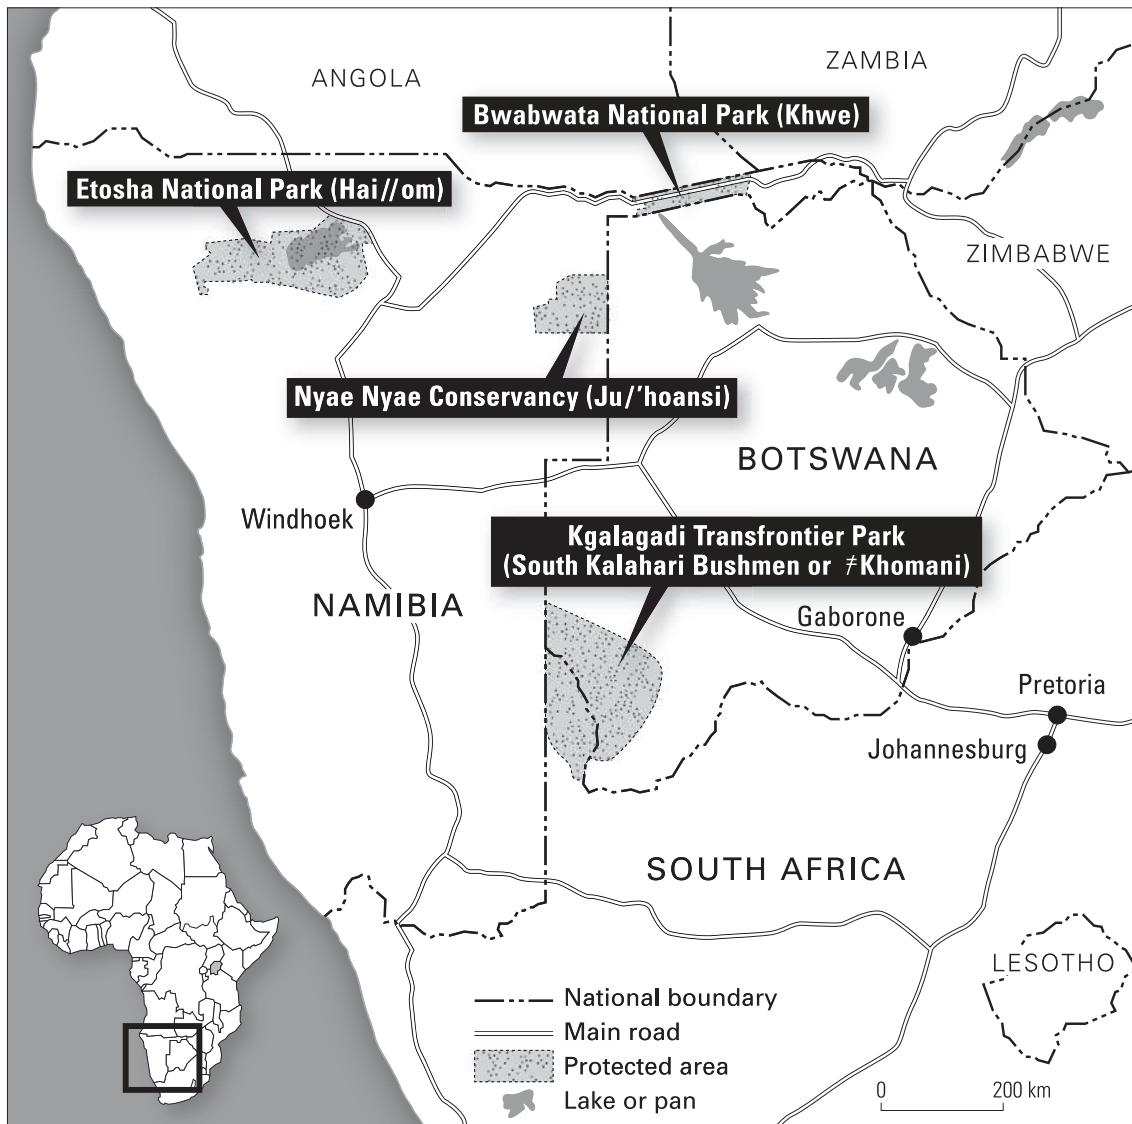 ANGOLA
ZAMBIA
Bwabwata National Park (Khwe)
Etosha National Park (Hai//om)
ZIMBABWE
Nyae Nyae Conservancy (Ju/'hoansi)
BOTSWANA
Windhoek
Kgalagadi Transfrontier Park
(South Kalahari Bushmen or ǂKhomani)
NAMIBIA
Gaborone
Pretoria
Johannesburg
SOUTH AFRICA
LESOTHO
National boundary
Main road
Protected area
Lake or pan
0 200 km